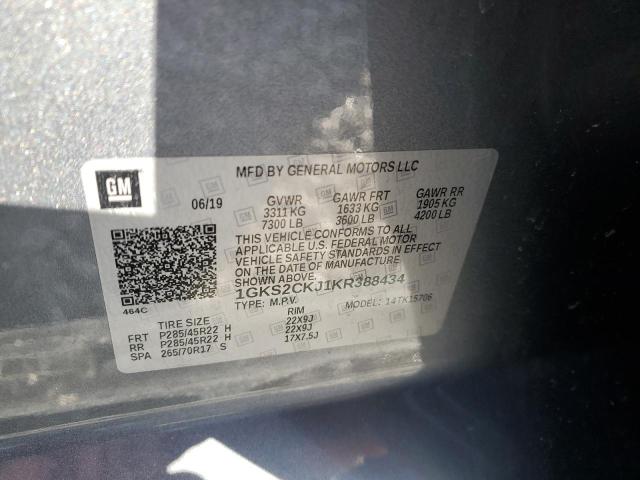 MFD BY GENERAL MOTORS LLC
GM
06/19 GVWR GAWR FRT GAWR RR
3311 KG 1633 KG 1905 KG
7300 LB 3600 LB 4200 LB
THIS VEHICLE CONFORMS TO ALL
APPLICABLE U.S. FEDERAL MOTOR
VEHICLE SAFETY STANDARDS IN EFFECT
ON THE DATE OF MANUFACTURE
SHOWN ABOVE.
1GKS2CKJ1KR388434
464C
TYPE: M.P.V. MODEL: 14TK15706
TIRE SIZE RIM
FRT P285/45R22 H 22X9J
RR P285/45R22 H 22X9J
SPA 265/70R17 S 17X7.5J